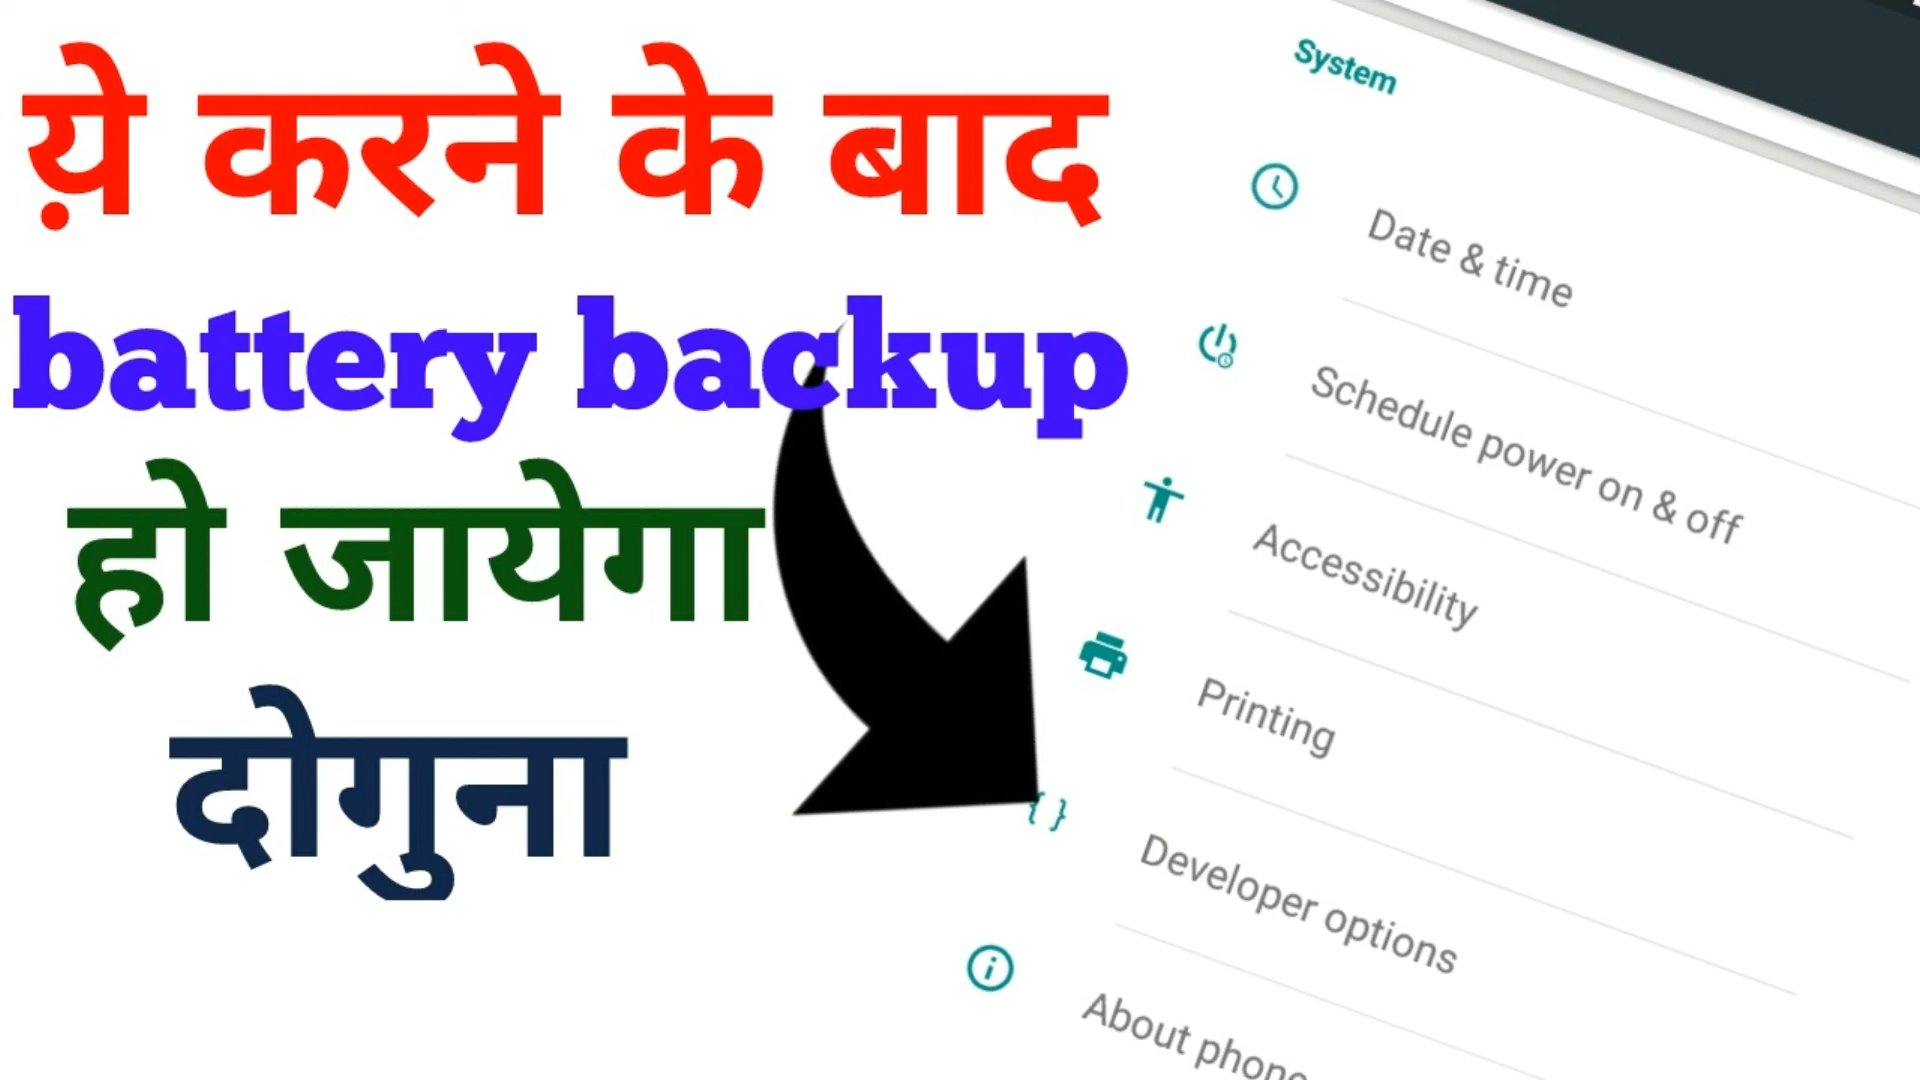 य़े करने के बाद
battery backup
हो जायेगा
दोगुना
System
Date & time
Schedule power on & off
Accessibility
Printing
{ }
Developer options
About phone